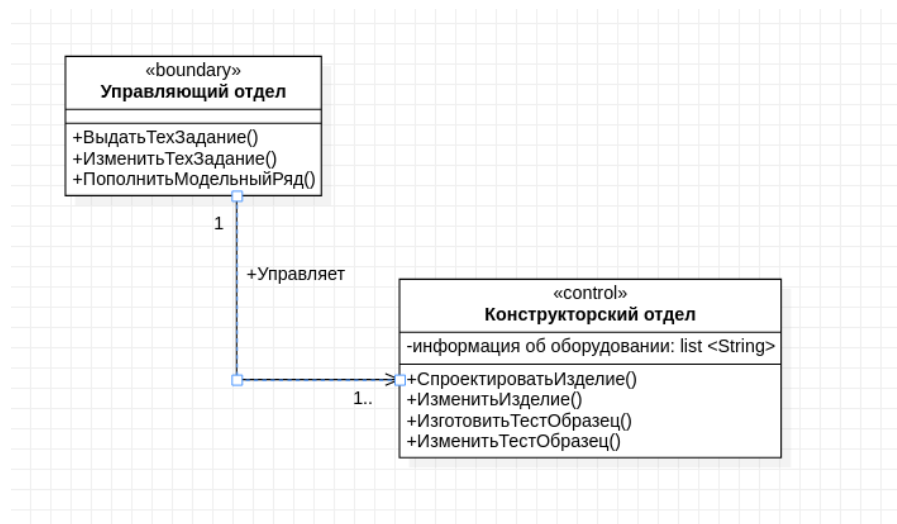 «boundary»
Управляющий отдел
+ВыдатьТехЗадание()
+ИзменитьТехЗадание()
+ПополнитьМодельныйРяд()
1
+Управляет
1..
«control»
Конструкторский отдел
-информация об оборудовании: list <String>
+СпроектироватьИзделие()
+ИзменитьИзделие()
+ИзготовитьТестОбразец()
+ИзменитьТестОбразец()